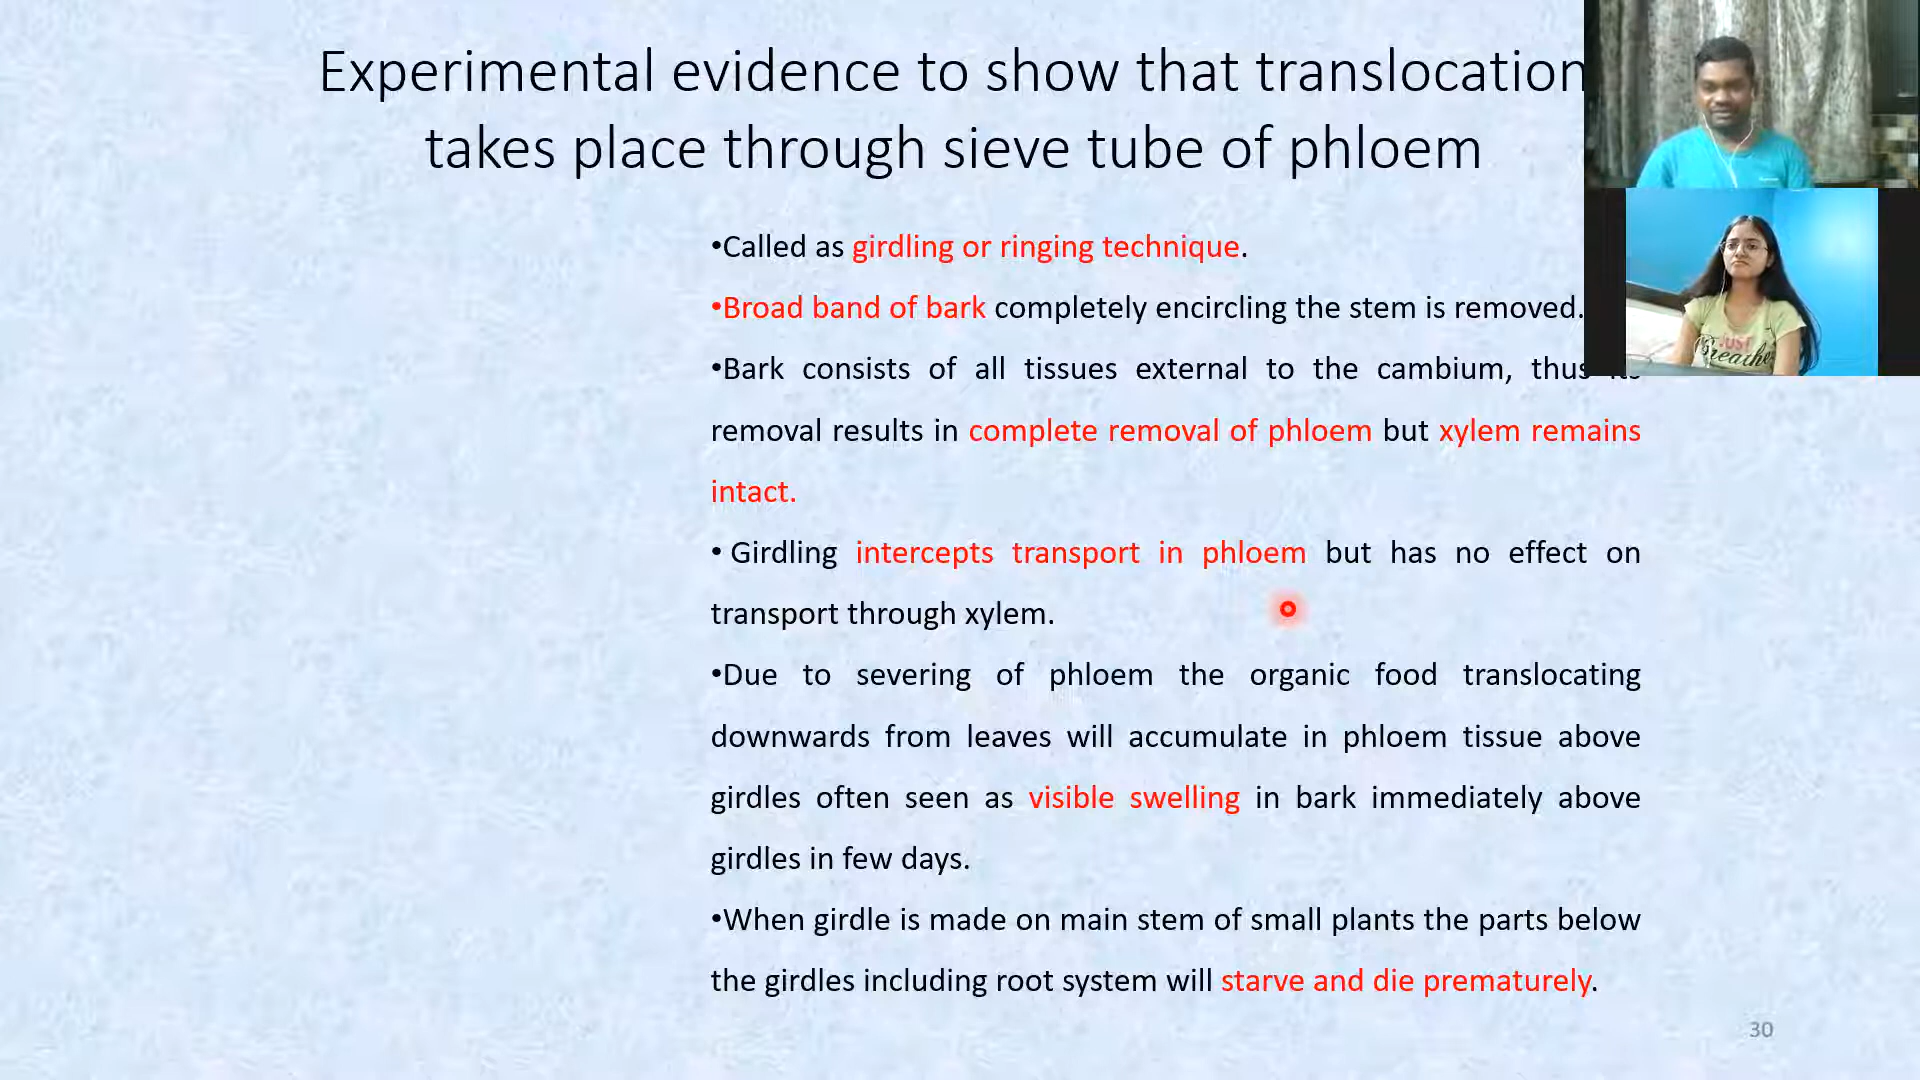 Experimental evidence to show that translocation
takes place through sieve tube of phloem
•Called as girdling or ringing technique.
•Broad band of bark completely encircling the stem is removed.
•Bark consists of all tissues external to the cambium, thus its
removal results in complete removal of phloem but xylem remains
intact.
• Girdling intercepts transport in phloem but has no effect on
transport through xylem.
•Due to severing of phloem the organic food translocating
downwards from leaves will accumulate in phloem tissue above
girdles often seen as visible swelling in bark immediately above
girdles in few days.
•When girdle is made on main stem of small plants the parts below
the girdles including root system will starve and die prematurely.
30
JUST
Breathe